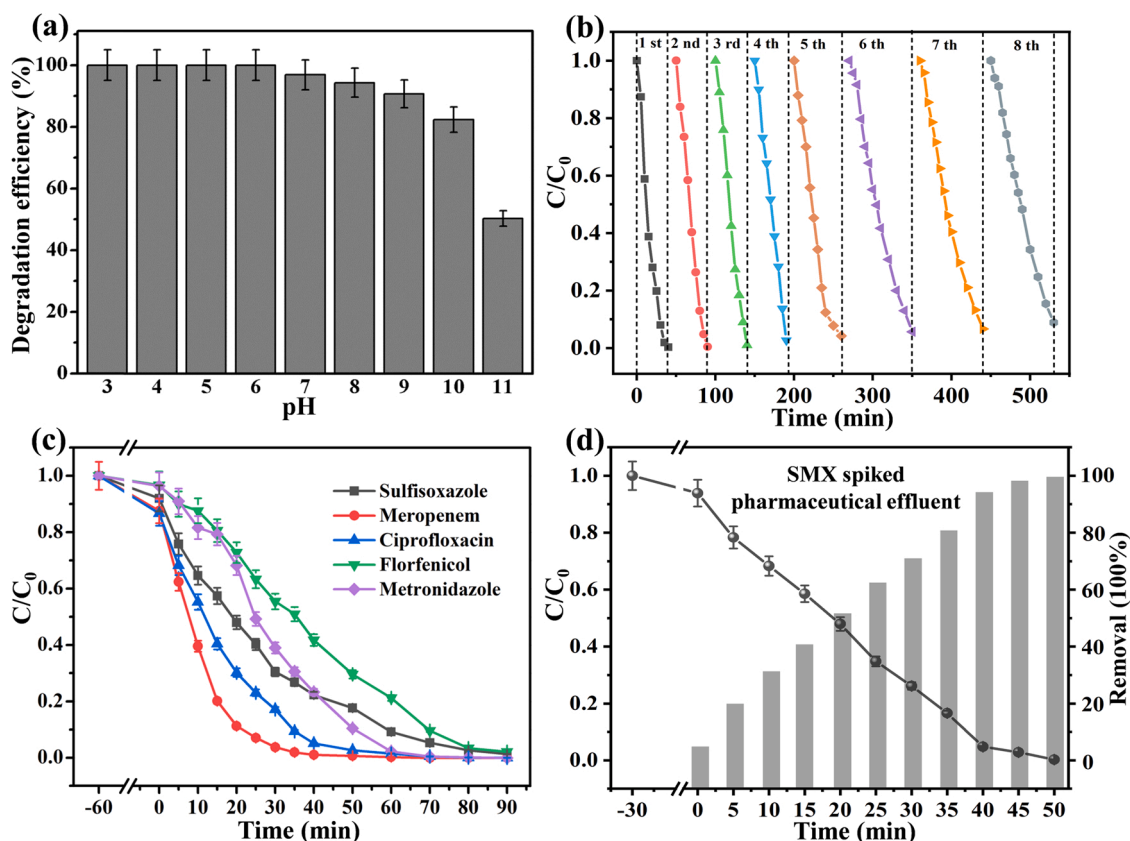 (a)
Degradation efficiency (%)
100
80
60
40
20
0
3 4 5 6 7 8 9 10 11
pH
(b)
1 st 2 nd 3 rd 4 th 5 th 6 th 7 th 8 th
C/C0
1.0
0.8
0.6
0.4
0.2
0.0
0 100 200 300 400 500
Time (min)
(c)
C/C0
1.0
0.8
0.6
0.4
0.2
0.0
Sulfisoxazole
Meropenem
Ciprofloxacin
Florfenicol
Metronidazole
-60 0 10 20 30 40 50 60 70 80 90
Time (min)
(d)
SMX spiked
pharmaceutical effluent
C/C0
1.0
0.8
0.6
0.4
0.2
0.0
100
80
60
40
20
0
Removal (100%)
-30 0 5 10 15 20 25 30 35 40 45 50
Time (min)